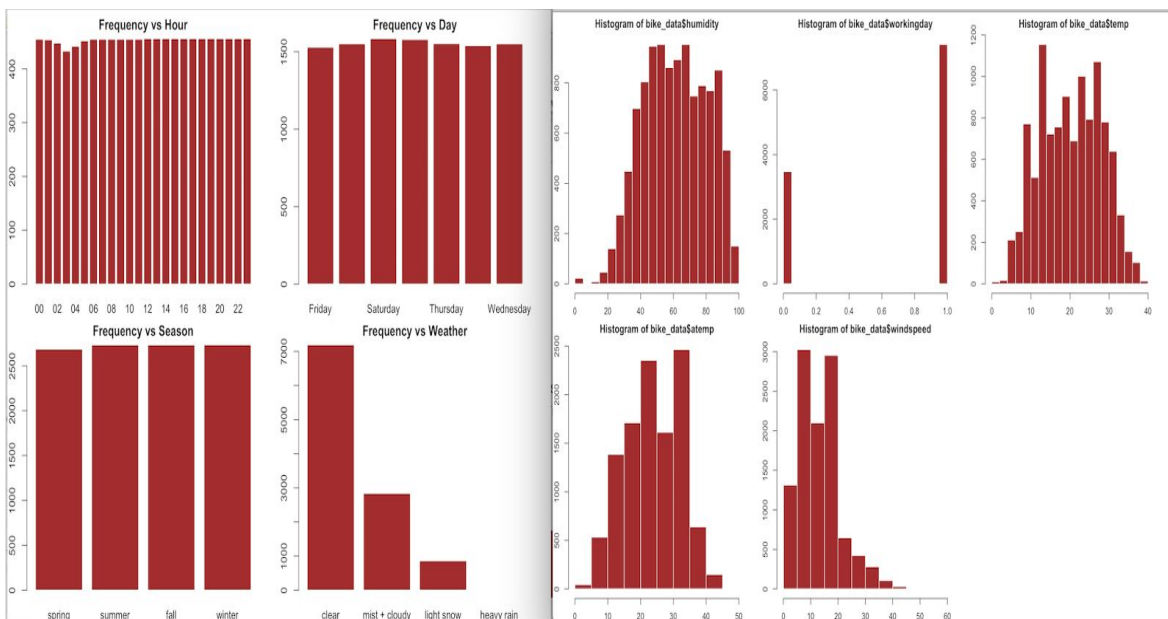 Frequency vs Hour
0 100 200 300 400
00 02 04 06 08 10 12 14 16 18 20 22
Frequency vs Day
0 500 1000 1500
Friday Saturday Thursday Wednesday
Frequency vs Season
0 500 1000 1500 2000 2500
spring summer fall winter
Frequency vs Weather
0 1000 3000 5000 7000
clear mist + cloudy light snow heavy rain
Histogram of bike_data$humidity
0 200 400 600 800
20 40 60 80 100
Histogram of bike_data$workingday
0 2000 4000 6000
0.0 0.2 0.4 0.6 0.8 1.0
Histogram of bike_data$temp
0 200 400 600 800 1000 1200
0 10 20 30 40
Histogram of bike_data$atemp
0 500 1000 1500 2000 2500
0 10 20 30 40 50
Histogram of bike_data$windspeed
0 500 1000 1500 2000 2500 3000
0 10 20 30 40 50 60